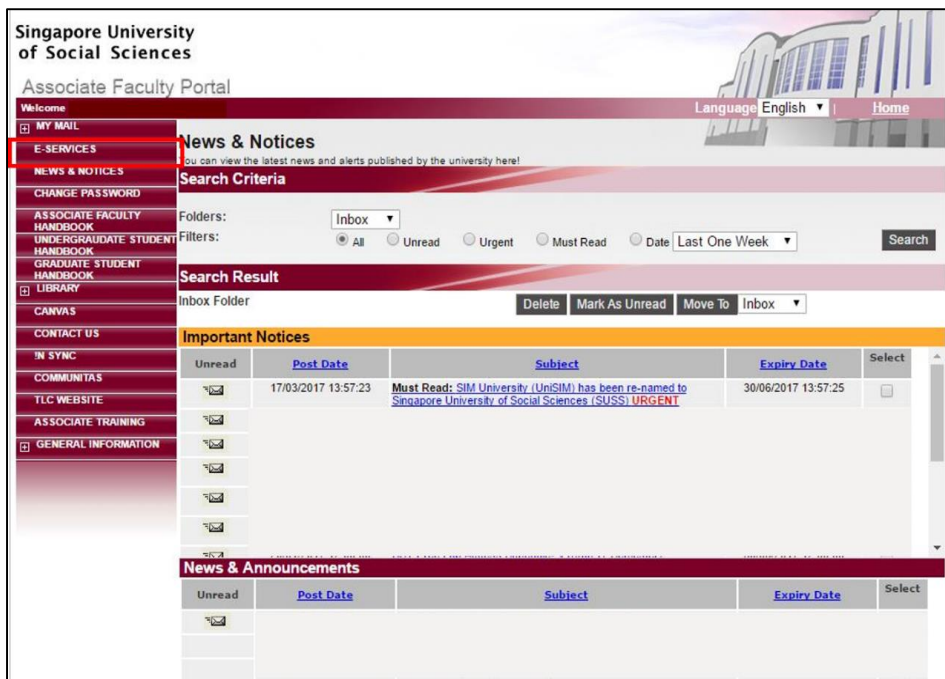 Singapore University
of Social Sciences
Associate Faculty Portal
Welcome
Language English
Home
MY MAIL
E-SERVICES
NEWS & NOTICES
CHANGE PASSWORD
ASSOCIATE FACULTY
HANDBOOK
UNDERGRAUDATE STUDENT
HANDBOOK
GRADUATE STUDENT
HANDBOOK
LIBRARY
CANVAS
CONTACT US
!N SYNC
COMMUNITAS
TLC WEBSITE
ASSOCIATE TRAINING
GENERAL INFORMATION
News & Notices
You can view the latest news and alerts published by the university here!
Search Criteria
Folders: Inbox
Filters: All Unread Urgent Must Read Date Last One Week Search
Search Result
Inbox Folder Delete Mark As Unread Move To Inbox
Important Notices
Unread Post Date Subject Expiry Date Select
17/03/2017 13:57:23 Must Read: SIM University (UniSIM) has been re-named to 30/06/2017 13:57:25
Singapore University of Social Sciences (SUSS) URGENT
News & Announcements
Unread Post Date Subject Expiry Date Select